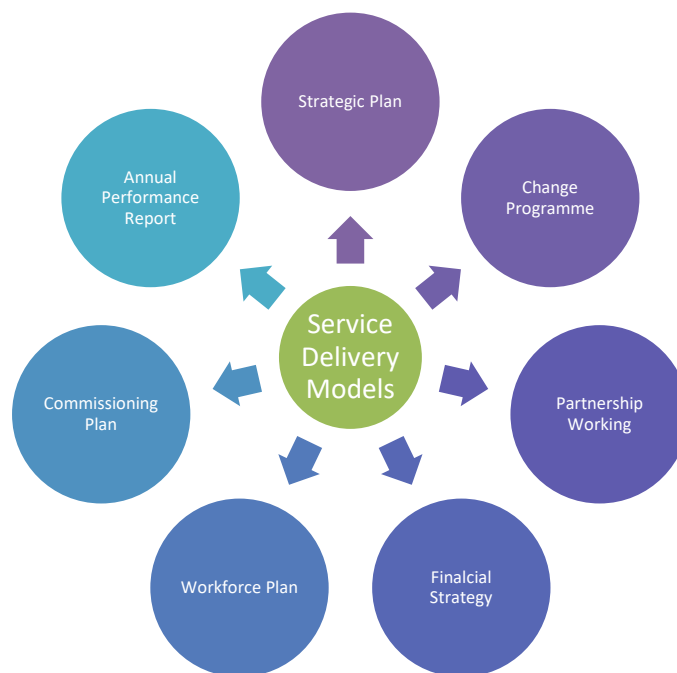 Strategic Plan
Annual
Performance
Report
Change
Programme
Service
Delivery
Models
Commissioning
Plan
Partnership
Working
Workforce Plan
Finalcial
Strategy